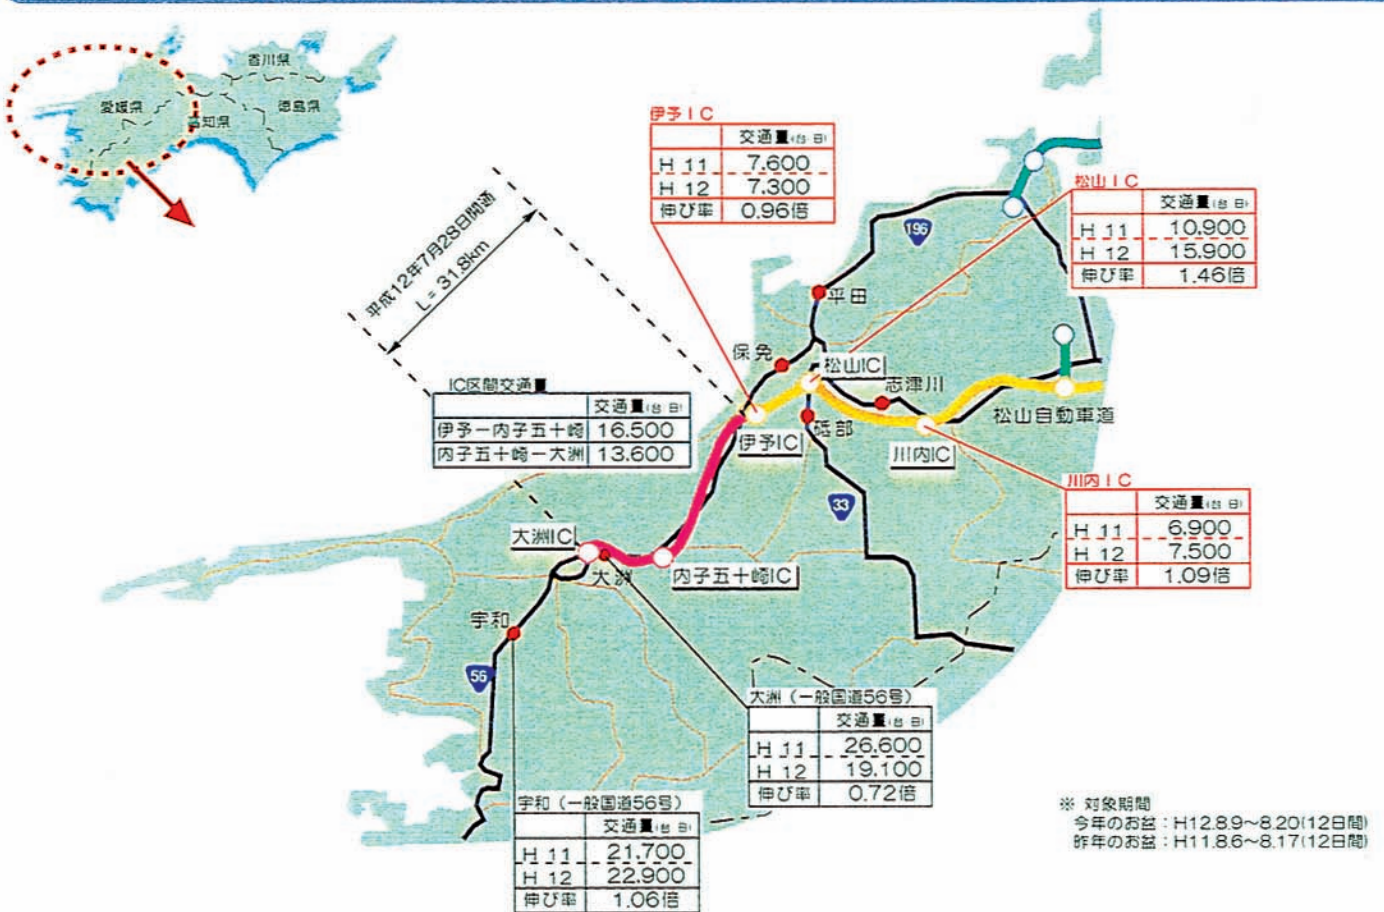 香川県
愛媛県
徳島県
高知県
平成12年7月28日開通
L=31.8km
伊予IC
交通量(台/日)
H 11 7.600
H 12 7.300
伸び率 0.96倍
松山IC
交通量(台/日)
H 11 10.900
H 12 15.900
伸び率 1.46倍
196
平田
保免
松山IC
志津川
IC区間交通量
交通量(台/日)
伊予ー内子五十崎 16.500
内子五十崎ー大洲 13.600
伊予IC
砥部
川内IC
松山自動車道
33
川内IC
交通量(台/日)
H 11 6.900
H 12 7.500
伸び率 1.09倍
大洲IC
大洲
内子五十崎IC
宇和
56
大洲(一般国道56号)
交通量(台/日)
H 11 26.600
H 12 19.100
伸び率 0.72倍
宇和(一般国道56号)
交通量(台/日)
H 11 21.700
H 12 22.900
伸び率 1.06倍
※ 対象期間
今年のお盆:H12.8.9〜8.20(12日間)
昨年のお盆:H11.8.6〜8.17(12日間)